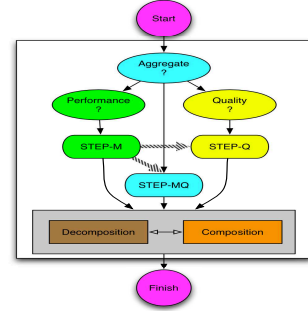 Start
Aggregate
?
Performance
?
Quality
?
STEP-M
STEP-Q
STEP-MQ
Decomposition
Composition
Finish